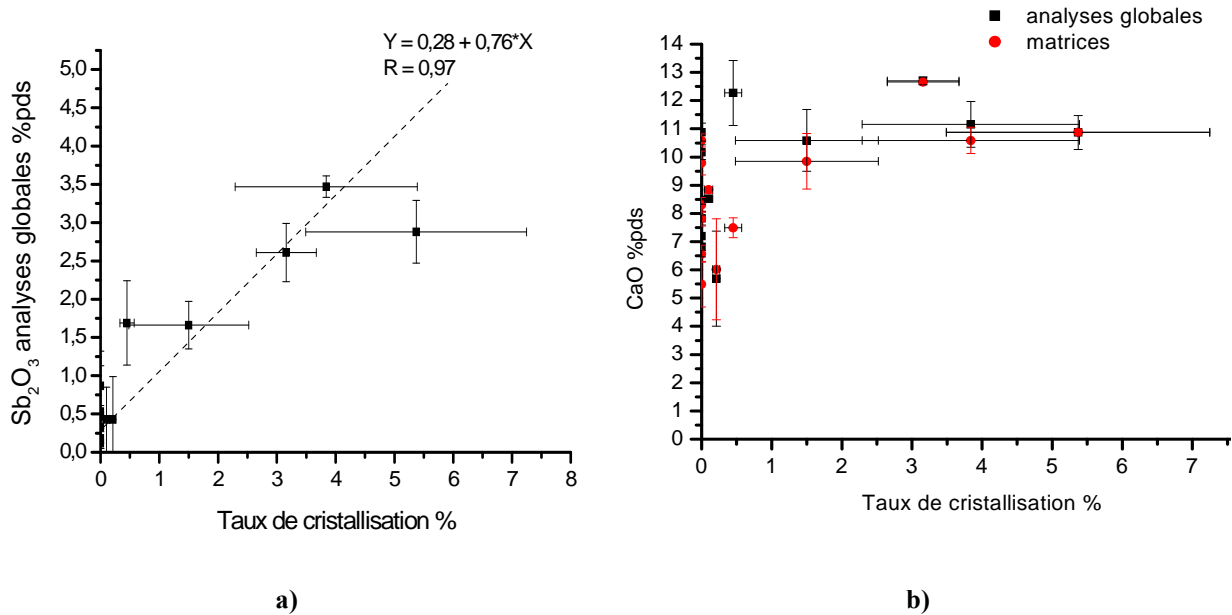 Y = 0,28 + 0,76*X
R = 0,97
Sb₂O₃ analyses globales %pds
5,0
4,5
4,0
3,5
3,0
2,5
2,0
1,5
1,0
0,5
0,0
0 1 2 3 4 5 6 7 8
Taux de cristallisation %
a)
analyses globales
matrices
CaO %pds
14
13
12
11
10
9
8
7
6
5
4
3
2
1
0
0 1 2 3 4 5 6 7
Taux de cristallisation %
b)